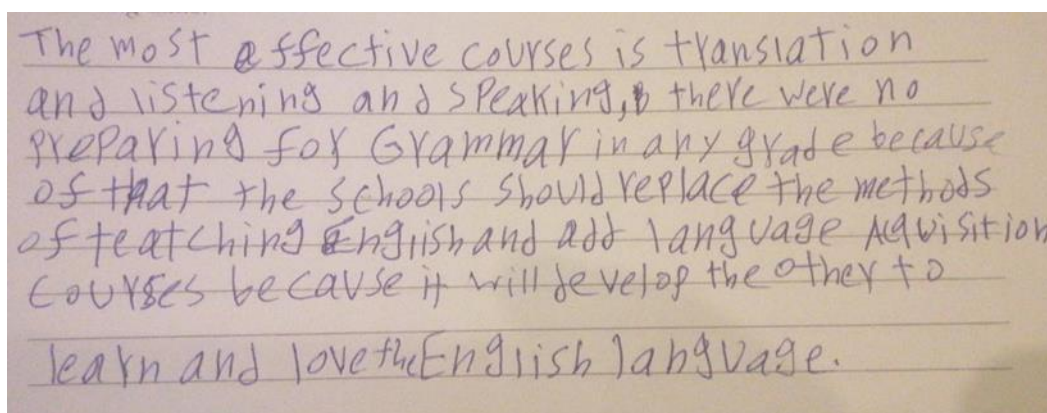 The most effective courses is translation
and listening and speaking, there were no
preparing for Grammar in any grade because
of that the schools should replace the methods
of teatching English and add language Acquisition
courses because it will develop the other to
learn and love the English language.